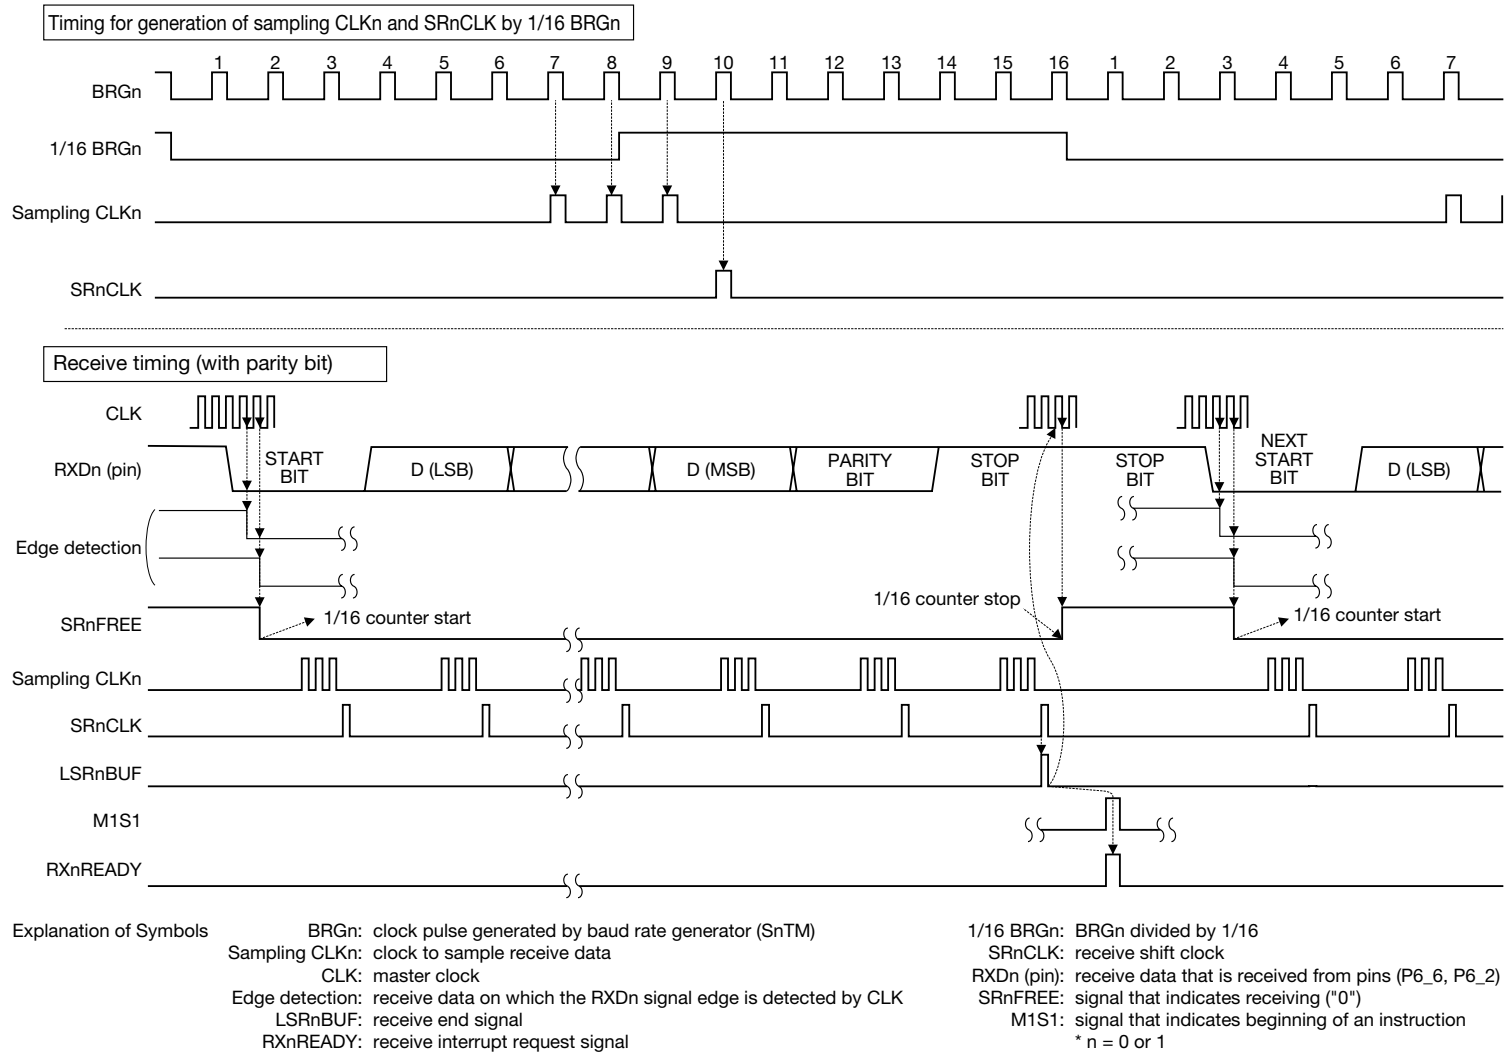 Timing for generation of sampling CLKn and SRnCLK by 1/16 BRGn
1 2 3 4 5 6 7 8 9 10 11 12 13 14 15 16 1 2 3 4 5 6 7
BRGn
1/16 BRGn
Sampling CLKn
SRnCLK
Receive timing (with parity bit)
CLK
RXDn (pin)
START
BIT
D (LSB)
D (MSB)
PARITY
BIT
STOP
BIT
STOP
BIT
NEXT
START
BIT
D (LSB)
Edge detection
SRnFREE
1/16 counter start
1/16 counter stop
1/16 counter start
Sampling CLKn
SRnCLK
LSRnBUF
M1S1
RXnREADY
Explanation of Symbols
BRGn: clock pulse generated by baud rate generator (SnTM)
Sampling CLKn: clock to sample receive data
CLK: master clock
Edge detection: receive data on which the RXDn signal edge is detected by CLK
LSRnBUF: receive end signal
RXnREADY: receive interrupt request signal
1/16 BRGn: BRGn divided by 1/16
SRnCLK: receive shift clock
RXDn (pin): receive data that is received from pins (P6_6, P6_2)
SRnFREE: signal that indicates receiving ("0")
M1S1: signal that indicates beginning of an instruction
* n = 0 or 1